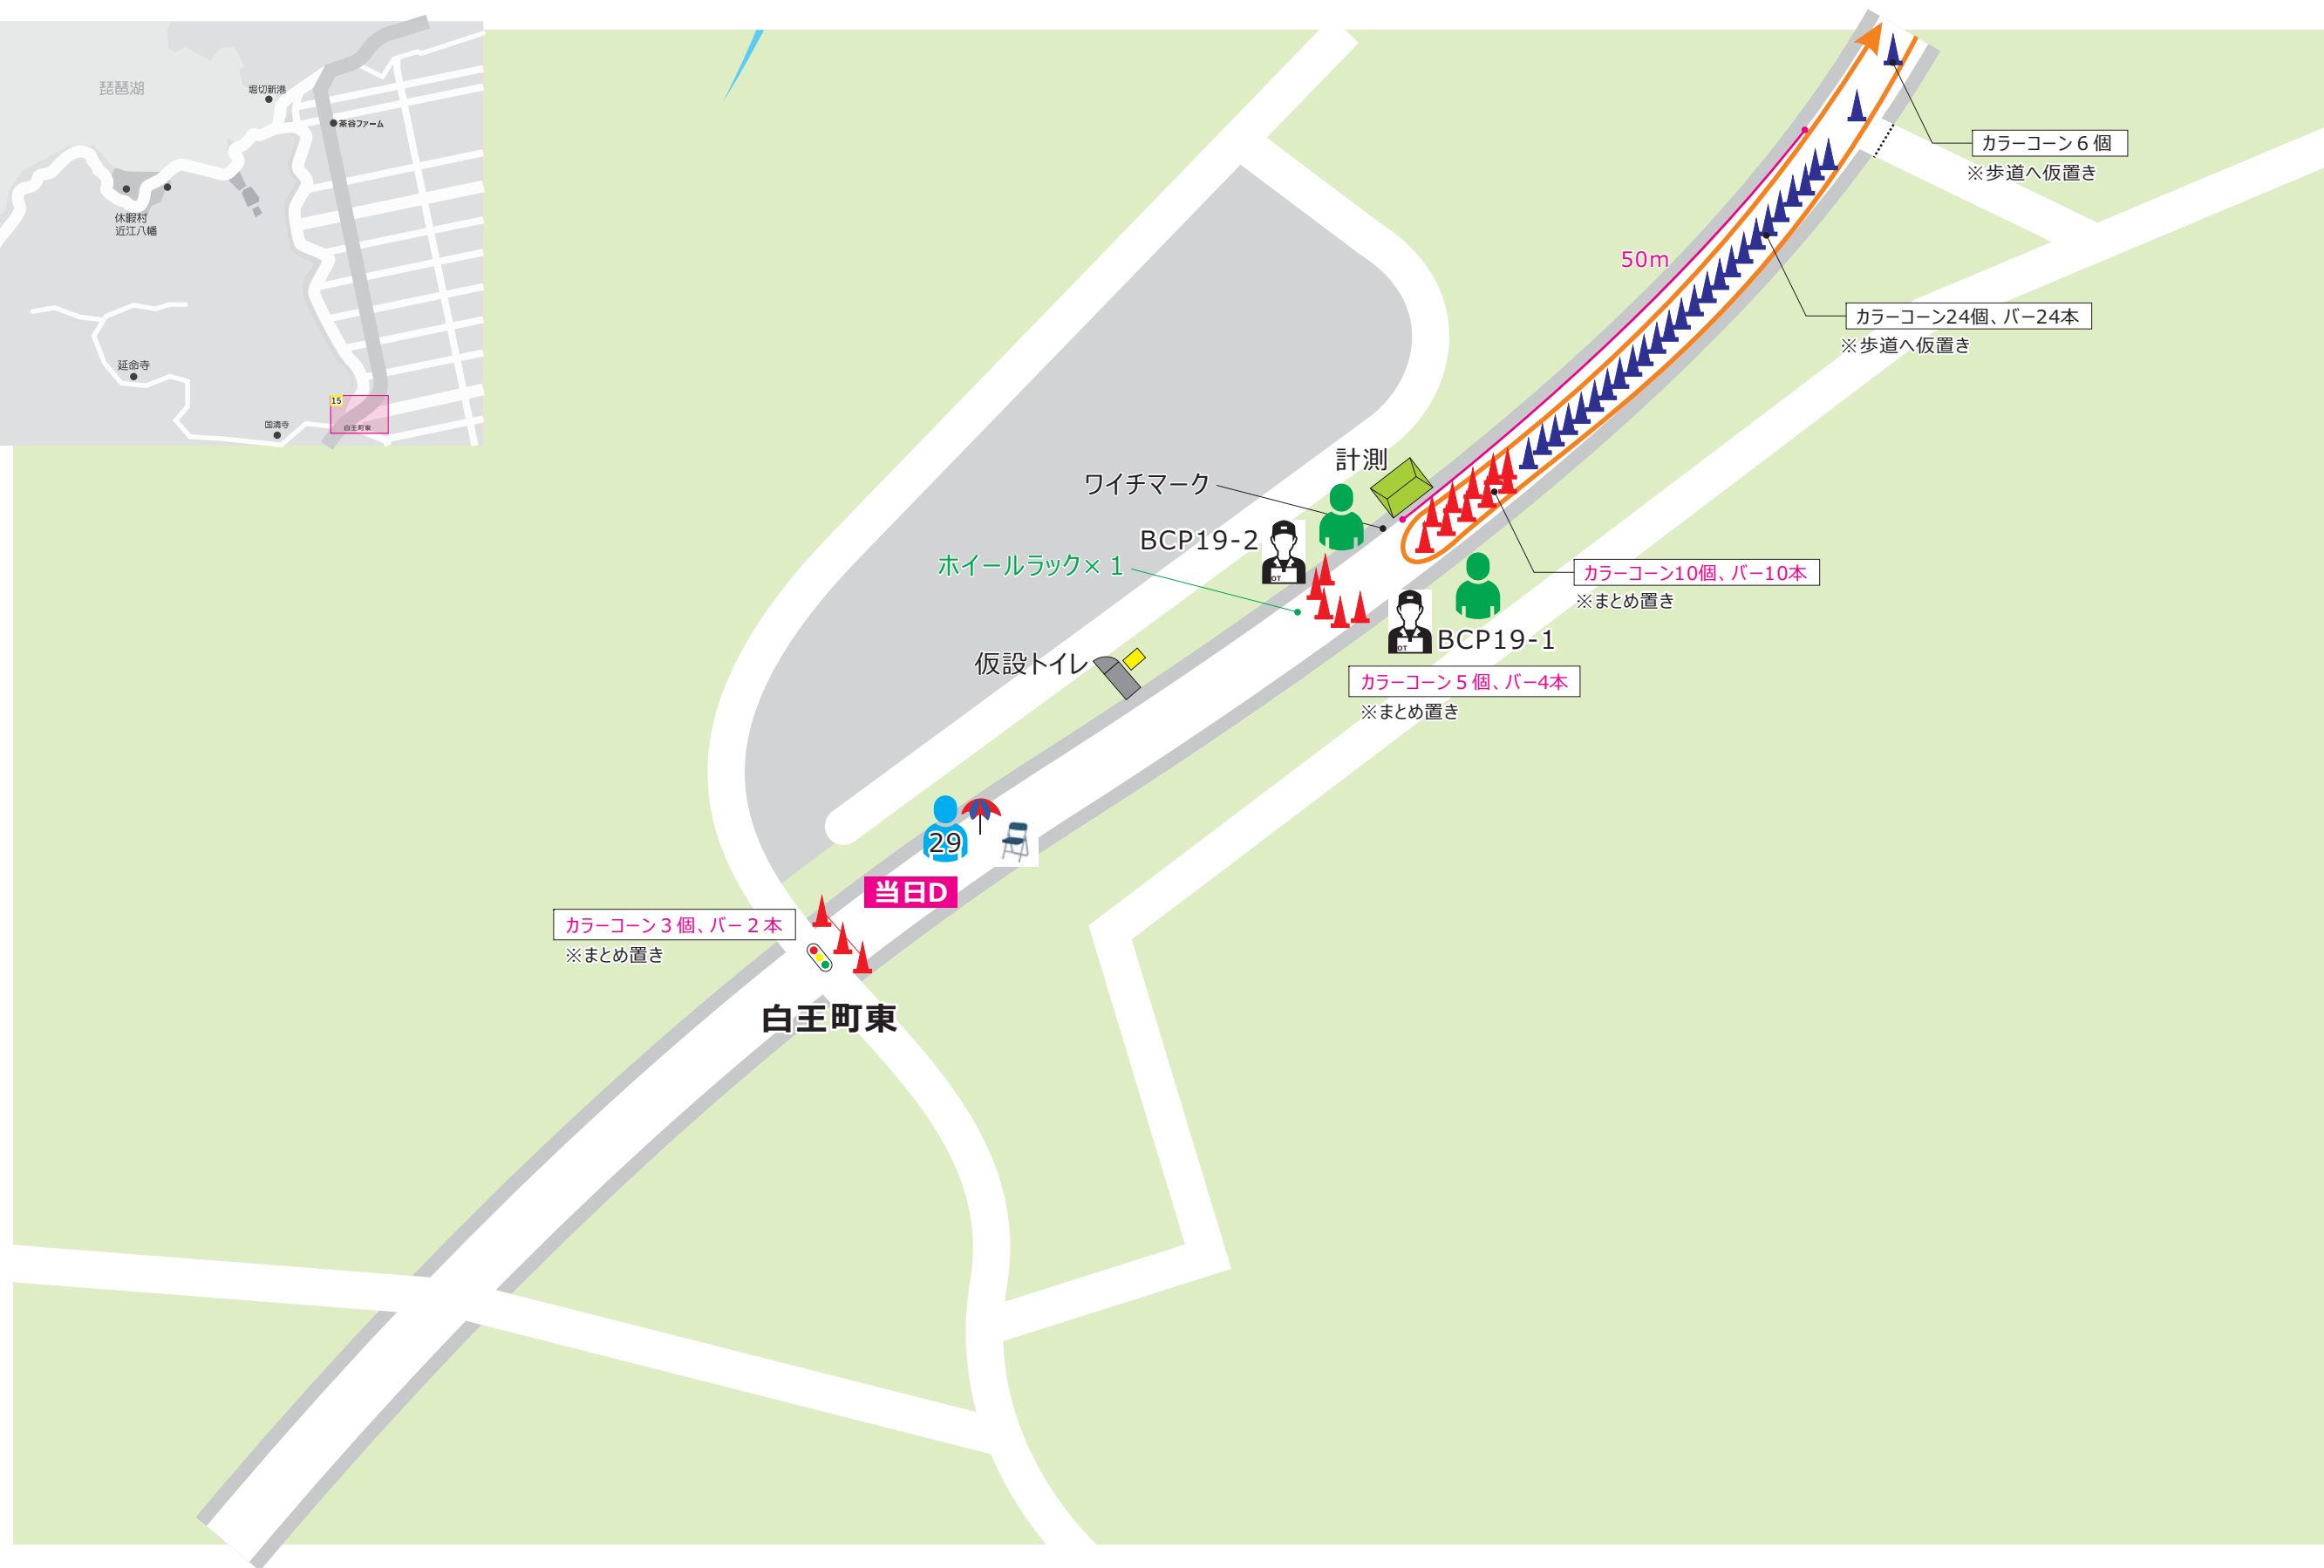 琵琶湖
堀切新港
茶谷ファーム
休暇村
近江八幡
延命寺
国清寺
15
白王町東
カラーコーン６個
※歩道へ仮置き
50m
カラーコーン24個、バー24本
※歩道へ仮置き
計測
ワイチマーク
BCP19-2
OT
ホイールラック× 1
カラーコーン10個、バー10本
※まとめ置き
BCP19-1
OT
仮設トイレ
カラーコーン５個、バー4本
※まとめ置き
29
当日D
カラーコーン３個、バー２本
※まとめ置き
白王町東